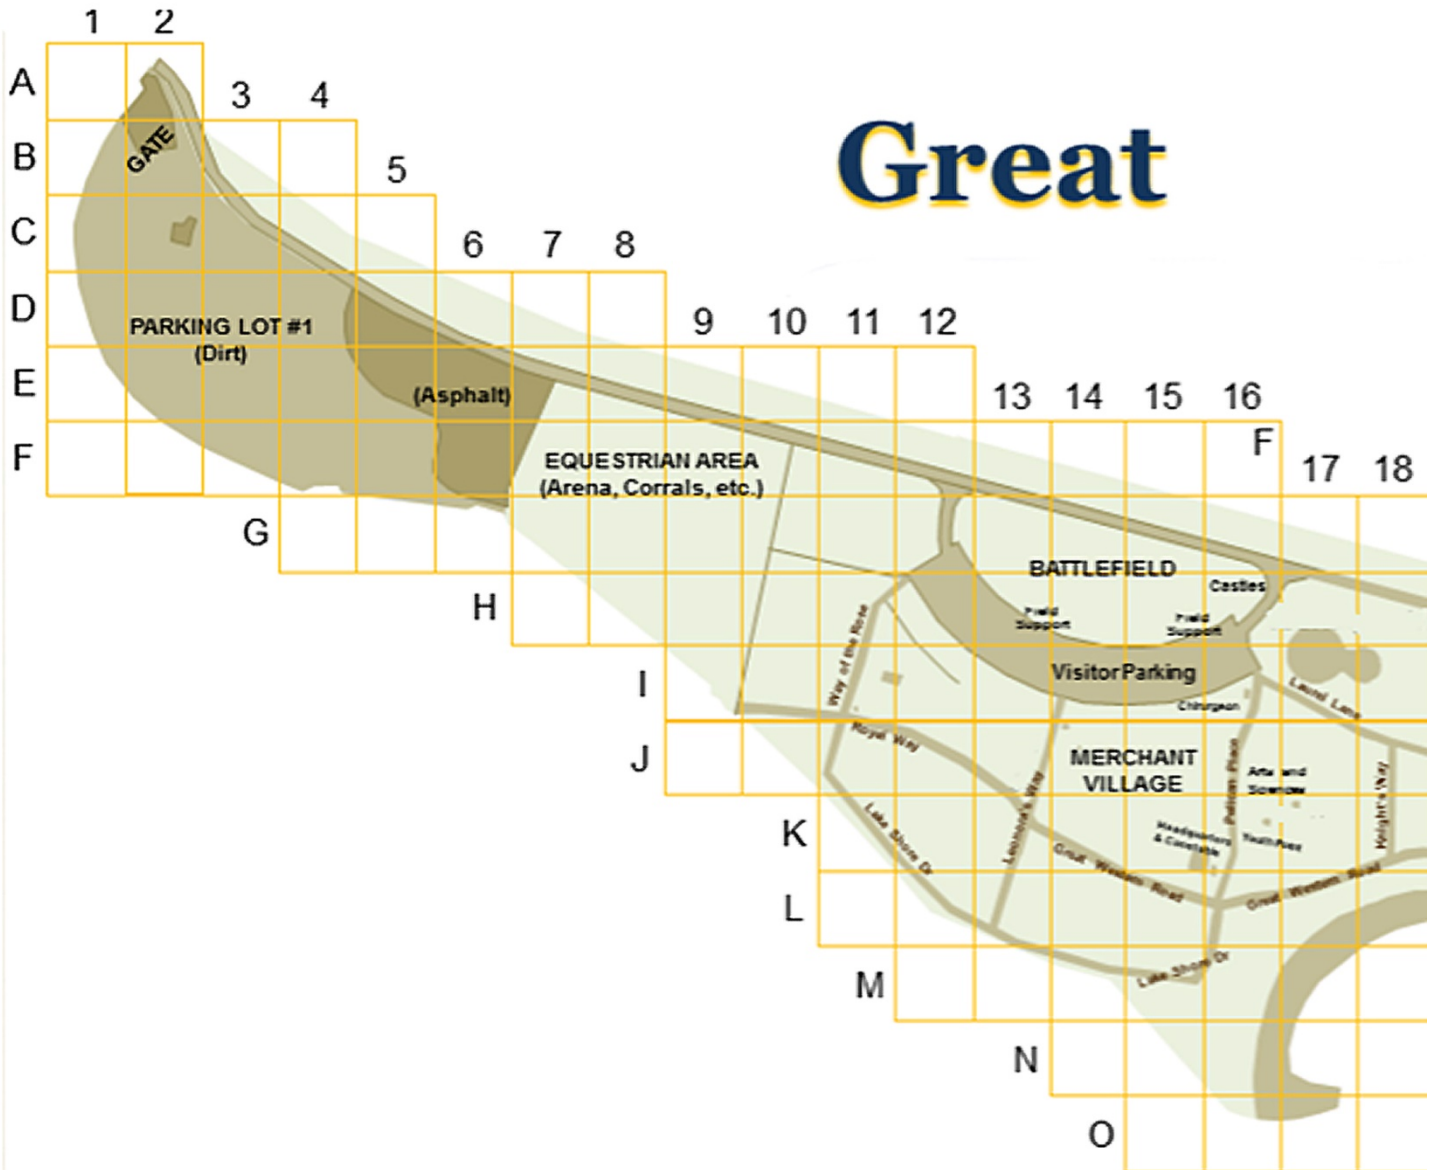 1 2
A
3 4
Great
B
GATE
5
C
6 7 8
D
PARKING LOT #1
(Dirt)
9 10 11 12
E
(Asphalt)
13 14 15 16
F
F
EQUESTRIAN AREA
(Arena, Corrals, etc.)
17 18
G
BATTLEFIELD
Castles
H
Field
Support
Field
Support
Way of the Rose
I
Visitor Parking
Laurel Lane
Chirurgeon
J
Royal Way
MERCHANT
VILLAGE
Pelican Place
Arts and
Sciences
Knight's Way
K
Lake Shore Dr
Leonora's Way
Headquarters
& Constable
Youth Point
Great Western Road
Great Western Road
L
Lake Shore Dr
M
N
O